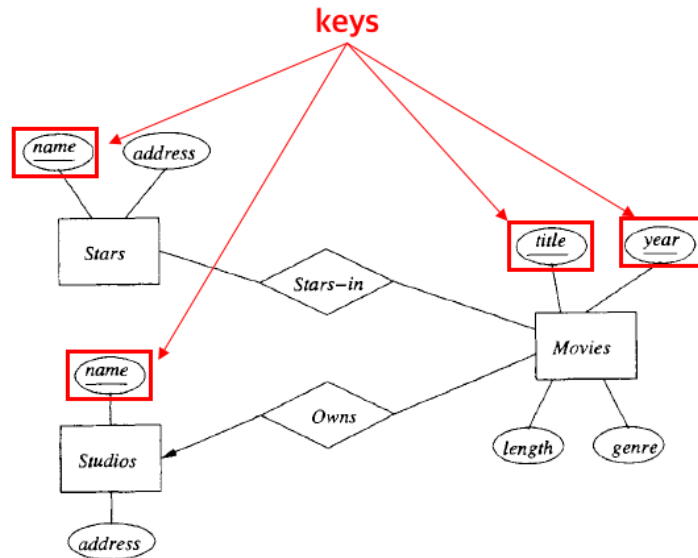 keys
name
address
title
year
Stars
Stars-in
Movies
name
Owns
Studios
length
genre
address